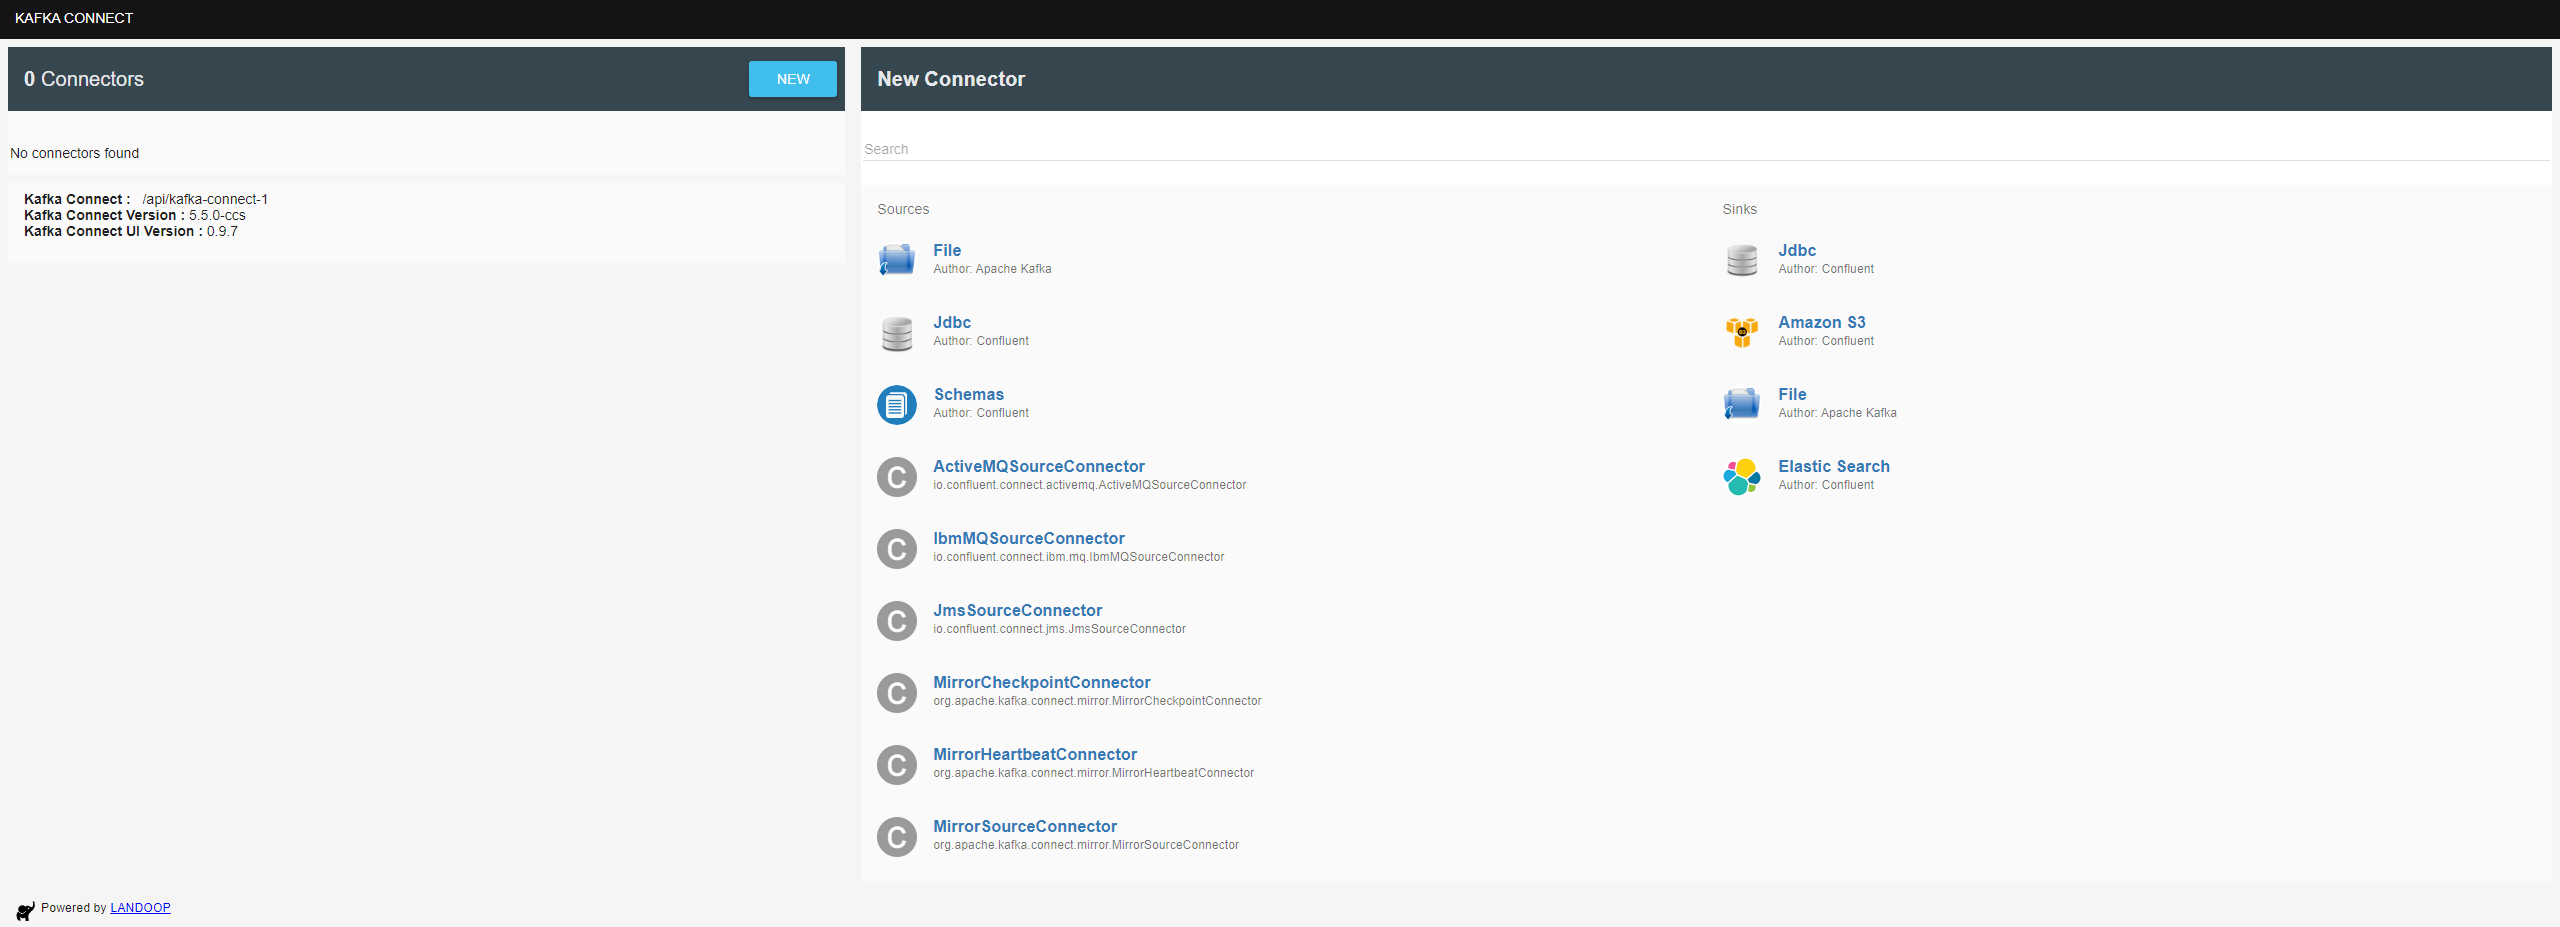 KAFKA CONNECT
0 Connectors
NEW
No connectors found
Kafka Connect : /api/kafka-connect-1
Kafka Connect Version : 5.5.0-ccs
Kafka Connect UI Version : 0.9.7
New Connector
Search
Sources
File
Author: Apache Kafka
Jdbc
Author: Confluent
Schemas
Author: Confluent
C
ActiveMQSourceConnector
io.confluent.connect.activemq.ActiveMQSourceConnector
C
IbmMQSourceConnector
io.confluent.connect.ibm.mq.IbmMQSourceConnector
C
JmsSourceConnector
io.confluent.connect.jms.JmsSourceConnector
C
MirrorCheckpointConnector
org.apache.kafka.connect.mirror.MirrorCheckpointConnector
C
MirrorHeartbeatConnector
org.apache.kafka.connect.mirror.MirrorHeartbeatConnector
C
MirrorSourceConnector
org.apache.kafka.connect.mirror.MirrorSourceConnector
Sinks
Jdbc
Author: Confluent
Amazon S3
Author: Confluent
File
Author: Apache Kafka
Elastic Search
Author: Confluent
Powered by LANDOOP